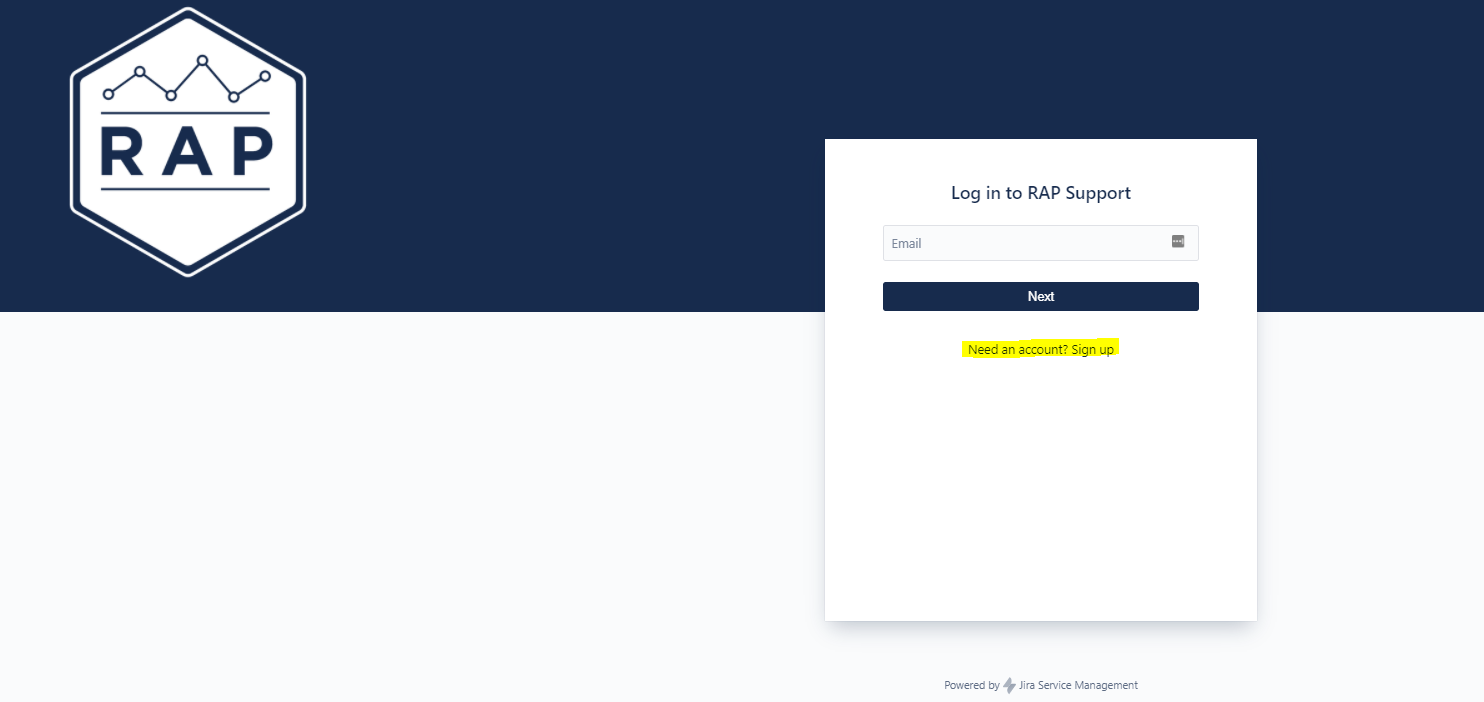 RAP
Log in to RAP Support
Email
Next
Need an account? Sign up
Powered by Jira Service Management